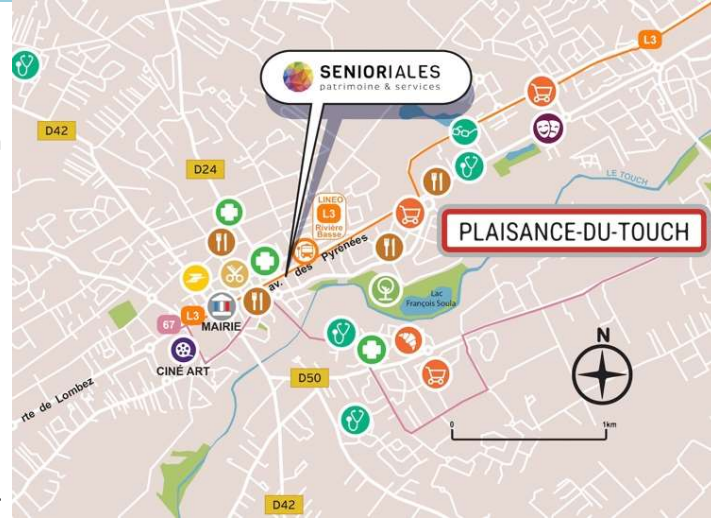 L3
SENIORIALES
patrimoine & services
D42
D24
LE TOUCH
LINEO
L3
Rivière
Basse
PLAISANCE-DU-TOUCH
av. des Pyrénées
Lac
François Soula
L3
67
MAIRIE
CINÉ ART
N
D50
rte de Lombez
0
1km
D42